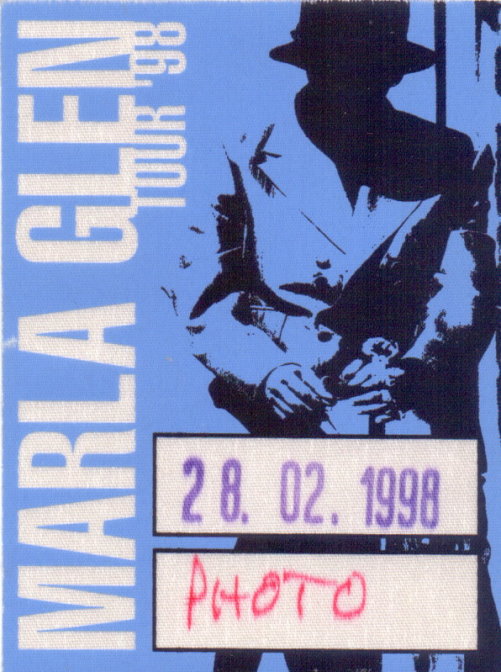 MARLA GLEN
TOUR '98
28. 02. 1998
PHOTO